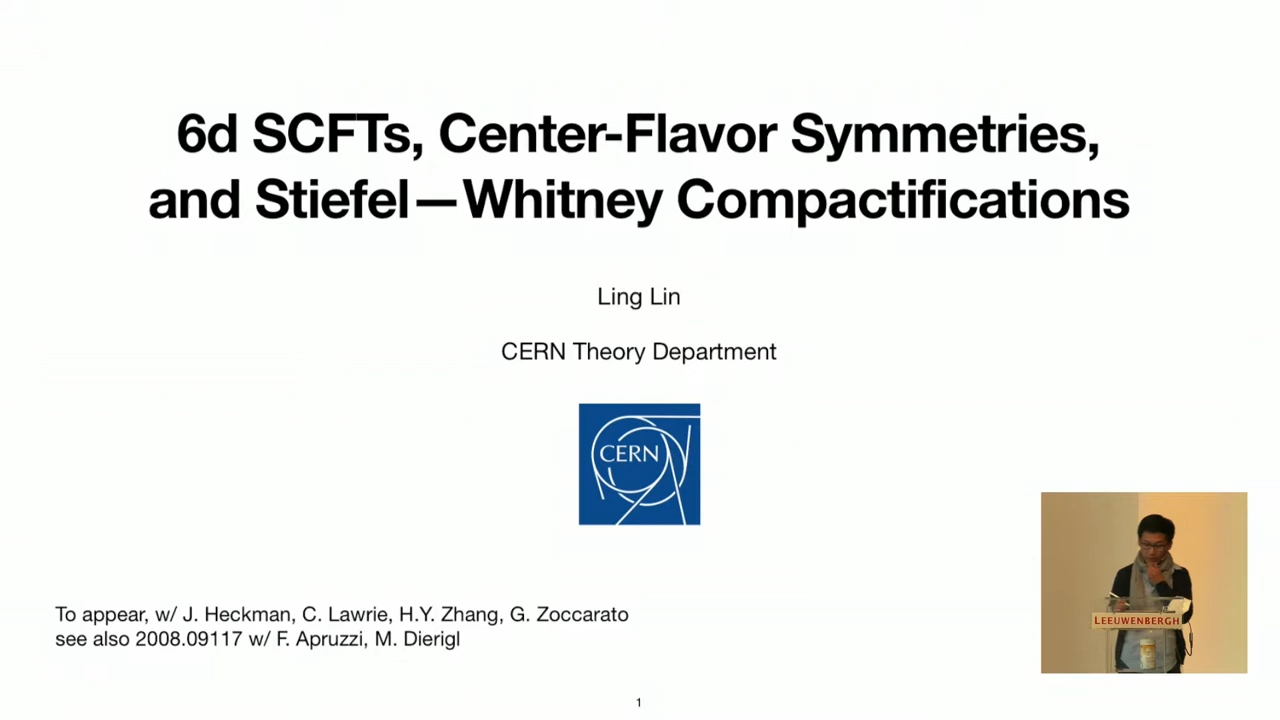 6d SCFTs, Center-Flavor Symmetries,
and Stiefel—Whitney Compactifications
Ling Lin
CERN Theory Department
CERN
To appear, w/ J. Heckman, C. Lawrie, H.Y. Zhang, G. Zoccarato
see also 2008.09117 w/ F. Apruzzi, M. Dierigl
LEEUWENBERGH
1